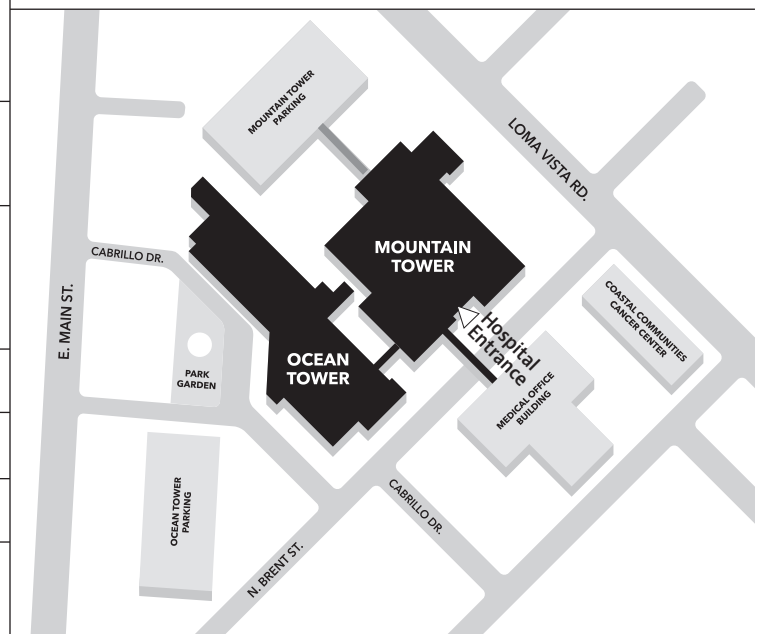 MOUNTAIN TOWER
PARKING
LOMA VISTA RD.
MOUNTAIN
TOWER
CABRILLO DR.
E. MAIN ST.
Hospital
Entrance
COASTAL COMMUNITIES
CANCER CENTER
PARK
GARDEN
OCEAN
TOWER
MEDICAL OFFICE
BUILDING
OCEAN TOWER
PARKING
CABRILLO DR.
N. BRENT ST.